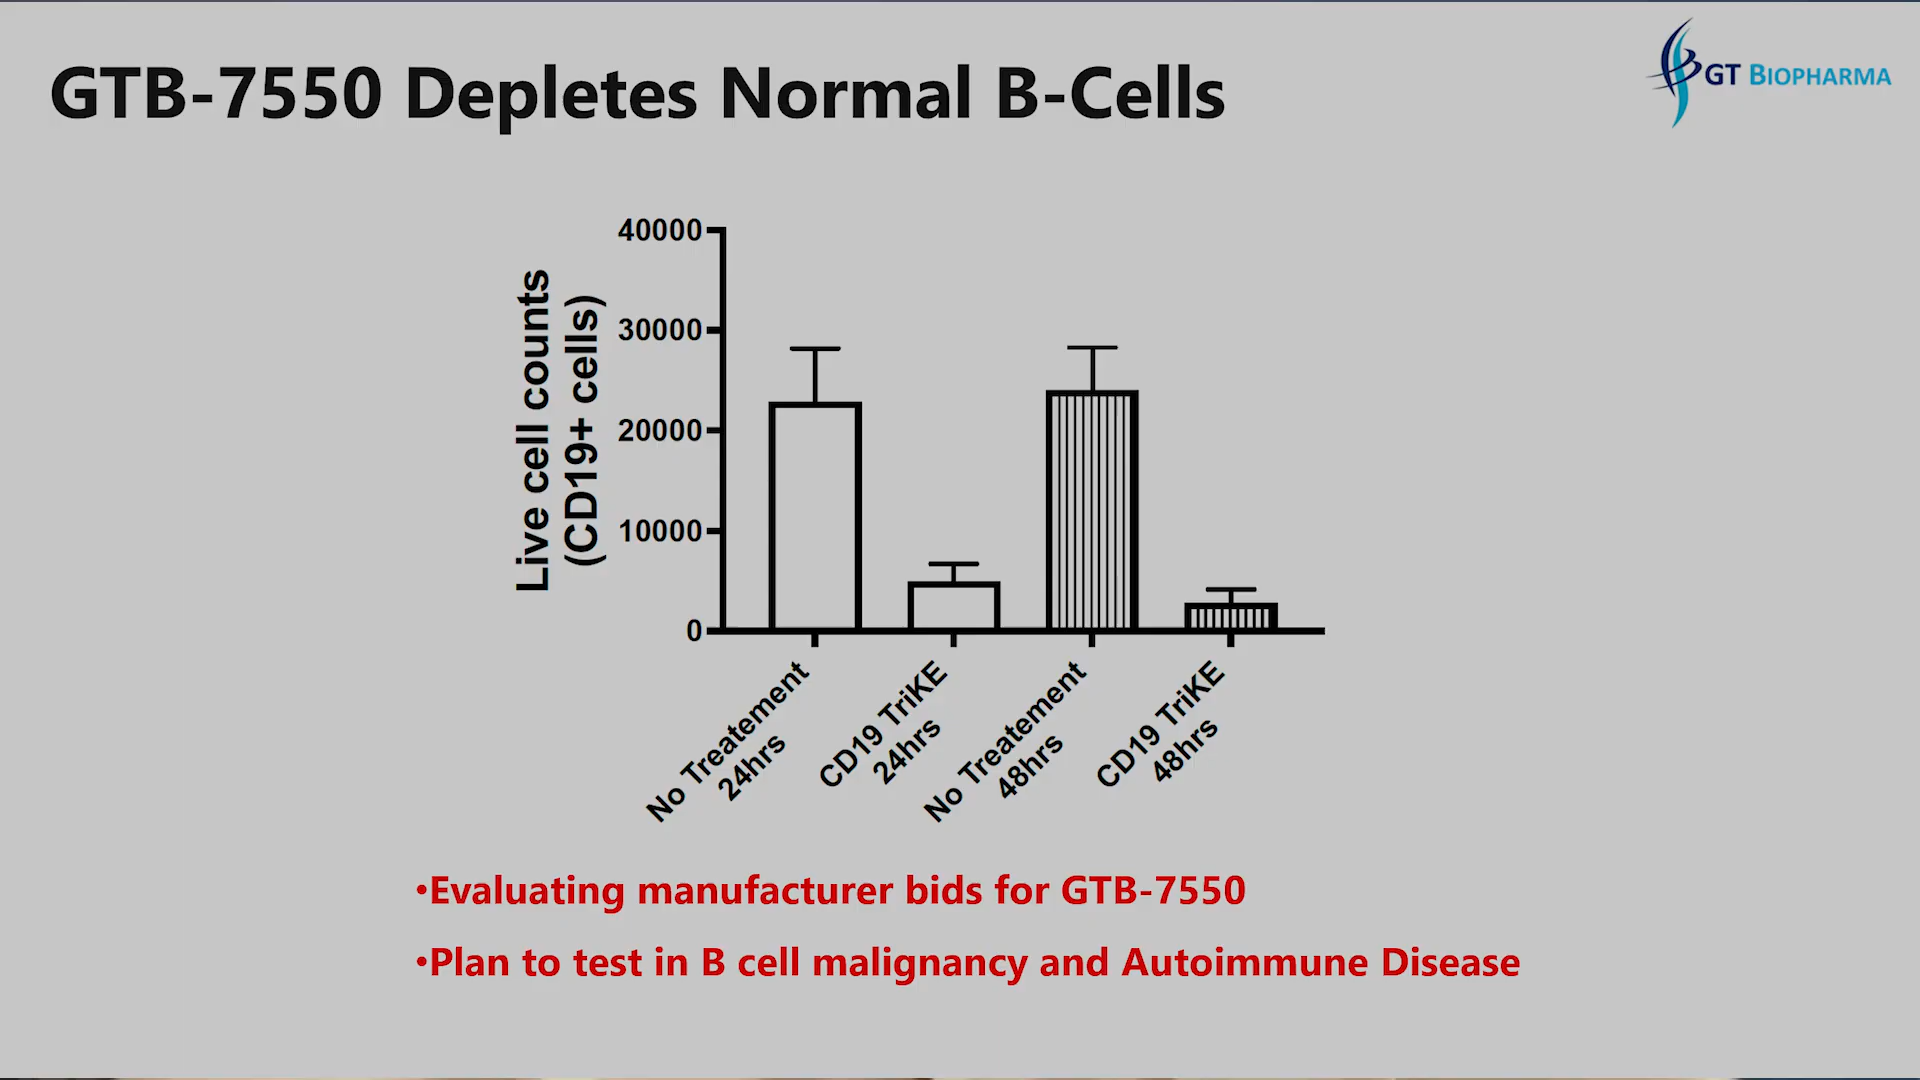 GTB-7550 Depletes Normal B-Cells
GT BIOPHARMA
Live cell counts
(CD19+ cells)
40000
30000
20000
10000
0
No Treatement
24hrs
CD19 TriKE
24hrs
No Treatement
48hrs
CD19 TriKE
48hrs
•Evaluating manufacturer bids for GTB-7550
•Plan to test in B cell malignancy and Autoimmune Disease